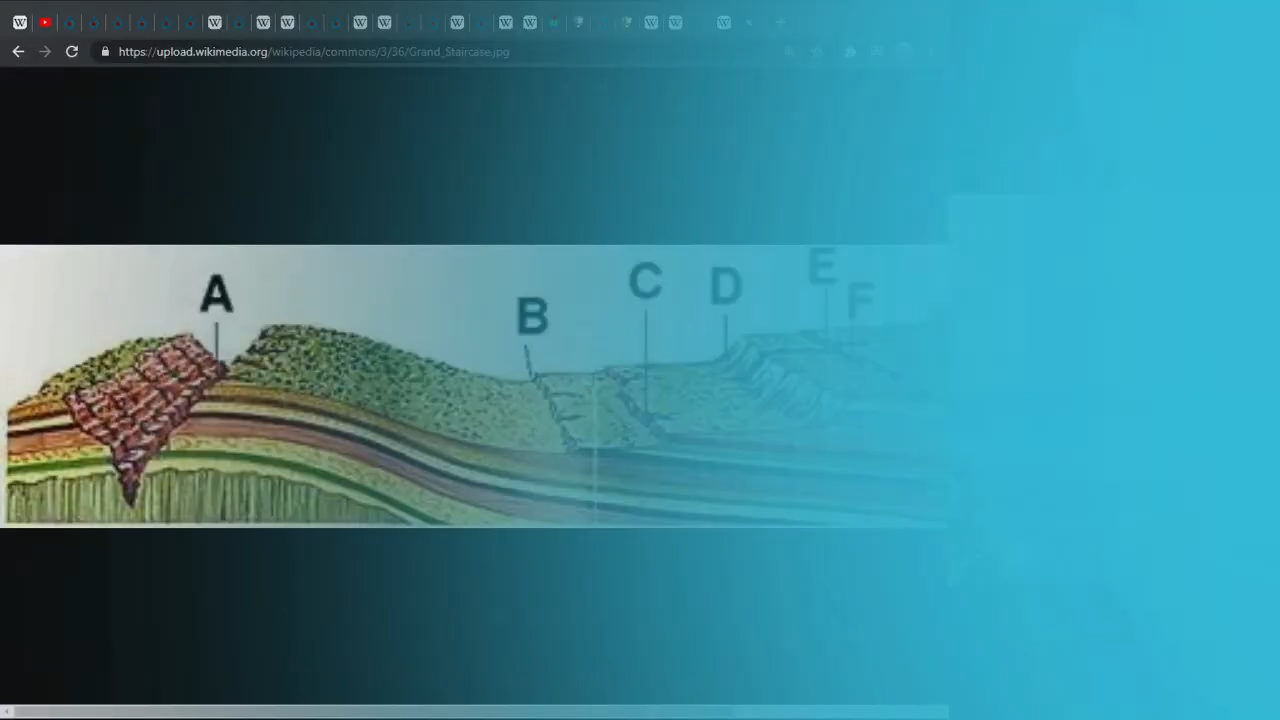 https://upload.wikimedia.org/wikipedia/commons/3/36/Grand_Staircase.jpg
A
B
C
D
E
F